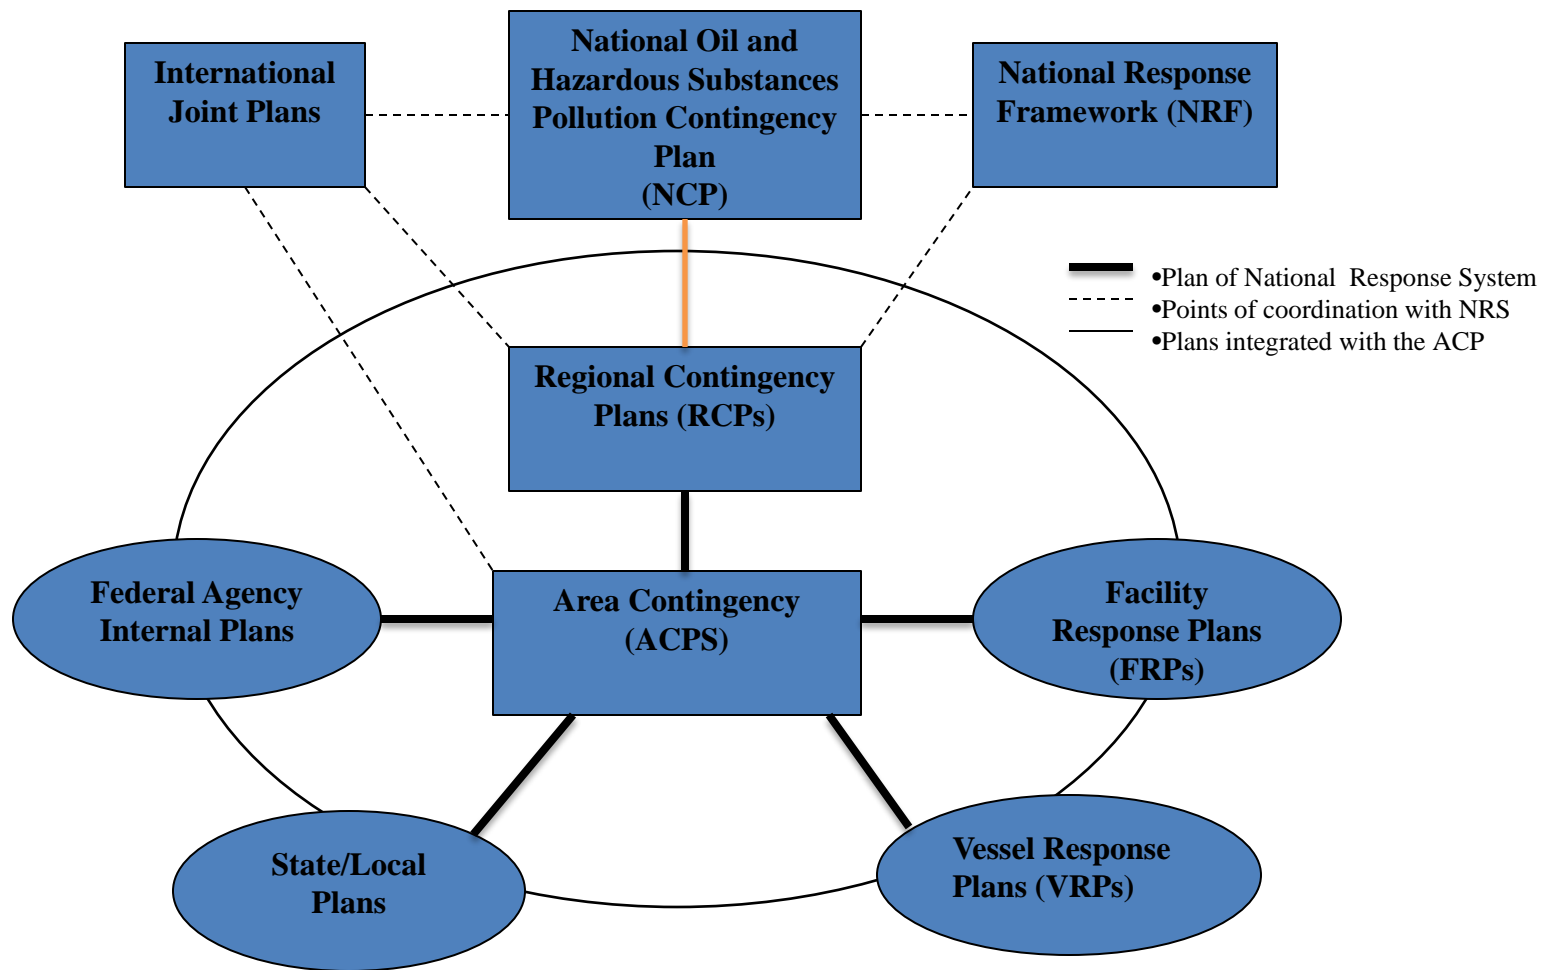 International
Joint Plans
National Oil and
Hazardous Substances
Pollution Contingency
Plan
(NCP)
National Response
Framework (NRF)
•Plan of National  Response System
•Points of coordination with NRS
•Plans integrated with the ACP
Regional Contingency
Plans (RCPs)
Federal Agency
Internal Plans
Area Contingency
(ACPS)
Facility
Response Plans
(FRPs)
State/Local
Plans
Vessel Response
Plans (VRPs)